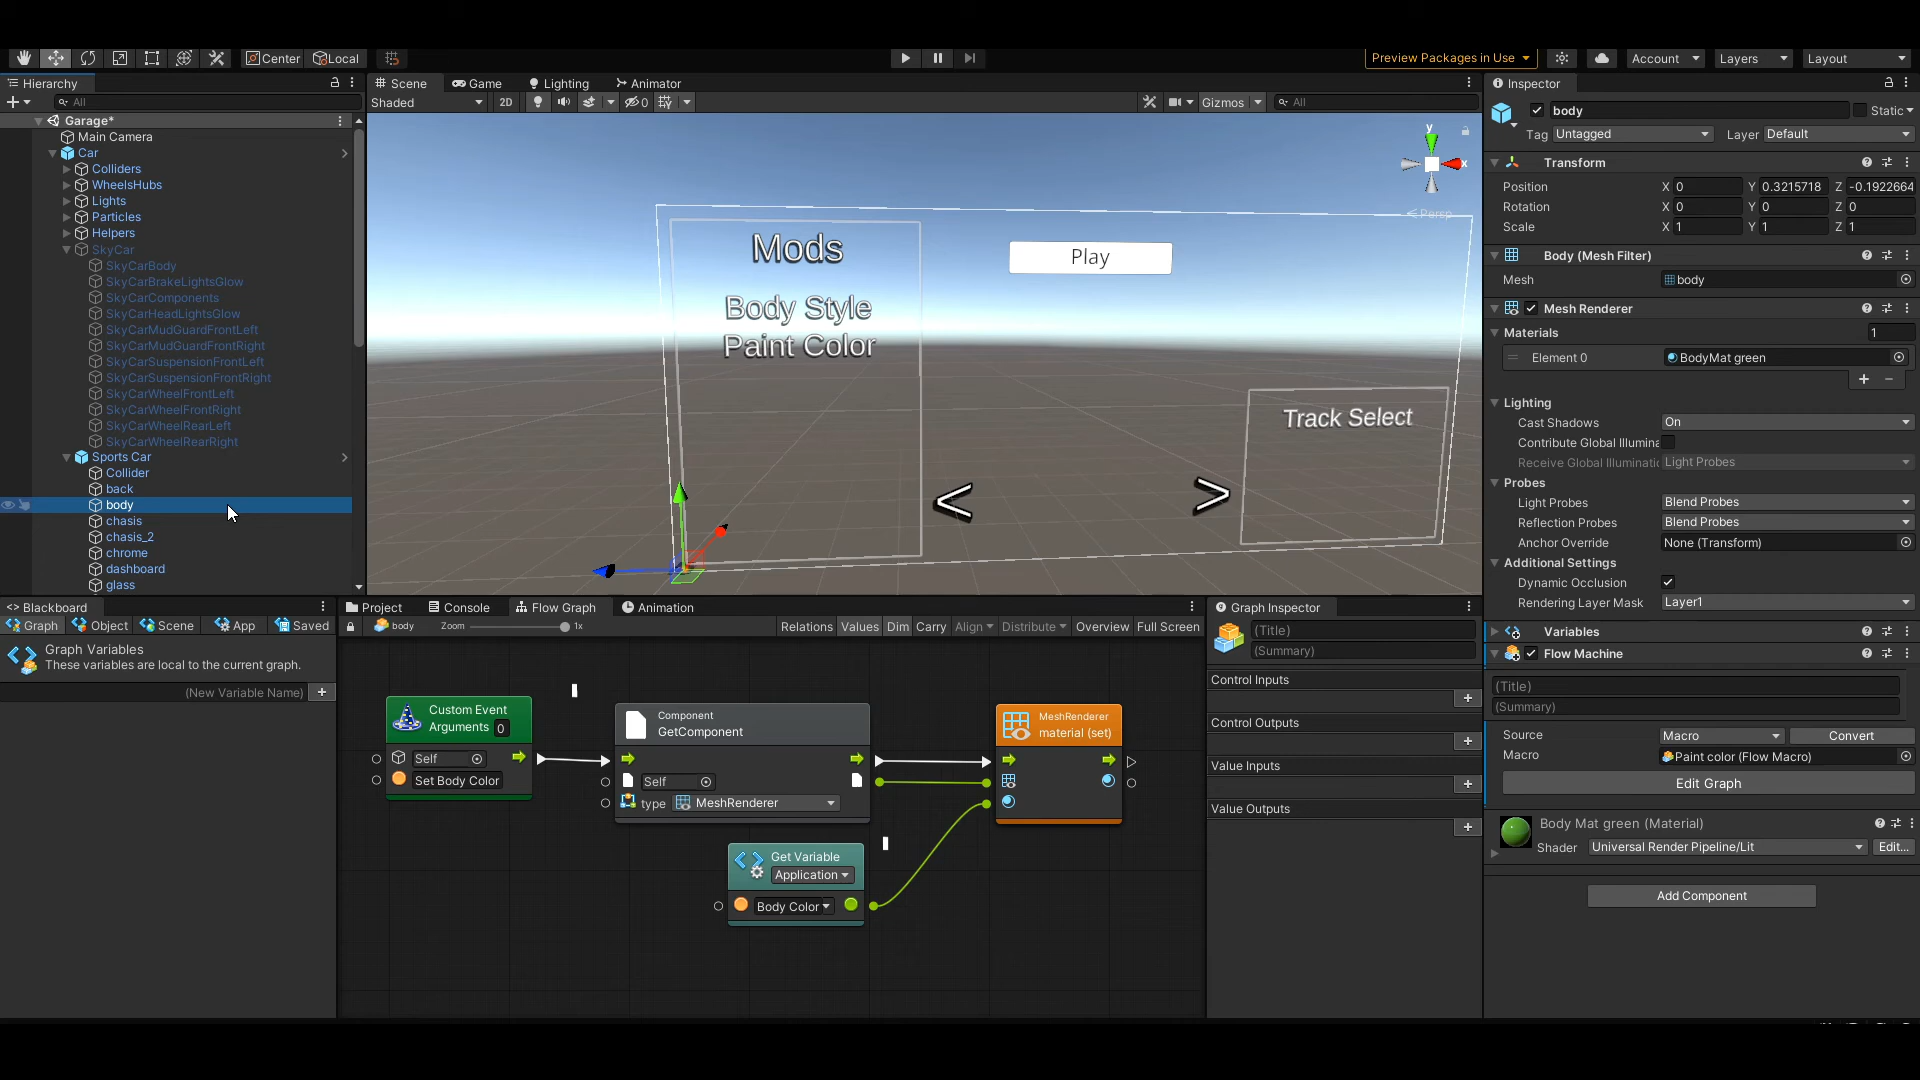 Center
Local
Preview Packages in Use
Account
Layers
Layout
Hierarchy
All
Garage*
Main Camera
Car
Colliders
WheelsHubs
Lights
Particles
Helpers
SkyCar
SkyCarBody
SkyCarBrakeLightsGlow
SkyCarComponents
SkyCarHeadLightsGlow
SkyCarMudGuardFrontLeft
SkyCarMudGuardFrontRight
SkyCarSuspensionFrontLeft
SkyCarSuspensionFrontRight
SkyCarWheelFrontLeft
SkyCarWheelFrontRight
SkyCarWheelRearLeft
SkyCarWheelRearRight
Sports Car
Collider
back
body
chasis
chasis_2
chrome
dashboard
glass
Scene
Game
Lighting
Animator
Shaded
2D
0
Gizmos
All
y
x
< Persp
Mods
Body Style
Paint Color
Play
Track Select
<
>
Inspector
body
Static
Tag Untagged
Layer Default
Transform
Position X 0 Y 0.3215718 Z -0.1922664
Rotation X 0 Y 0 Z 0
Scale X 1 Y 1 Z 1
Body (Mesh Filter)
Mesh body
Mesh Renderer
Materials 1
Element 0 BodyMat green
Lighting
Cast Shadows On
Contribute Global Illumina
Receive Global Illuminatio Light Probes
Probes
Light Probes Blend Probes
Reflection Probes Blend Probes
Anchor Override None (Transform)
Additional Settings
Dynamic Occlusion
Rendering Layer Mask Layer1
Variables
Flow Machine
(Title)
(Summary)
Source Macro Convert
Macro Paint color (Flow Macro)
Edit Graph
Body Mat green (Material)
Shader Universal Render Pipeline/Lit Edit...
Add Component
<> Blackboard
Graph
Object
Scene
App
Saved
Graph Variables
These variables are local to the current graph.
(New Variable Name)
Project
Console
Flow Graph
Animation
body
Zoom
1x
Relations
Values
Dim
Carry
Align
Distribute
Overview
Full Screen
Custom Event
Arguments 0
Self
Set Body Color
Component
GetComponent
Self
type MeshRenderer
MeshRenderer
material (set)
Get Variable
Application
Body Color
Graph Inspector
(Title)
(Summary)
Control Inputs
Control Outputs
Value Inputs
Value Outputs